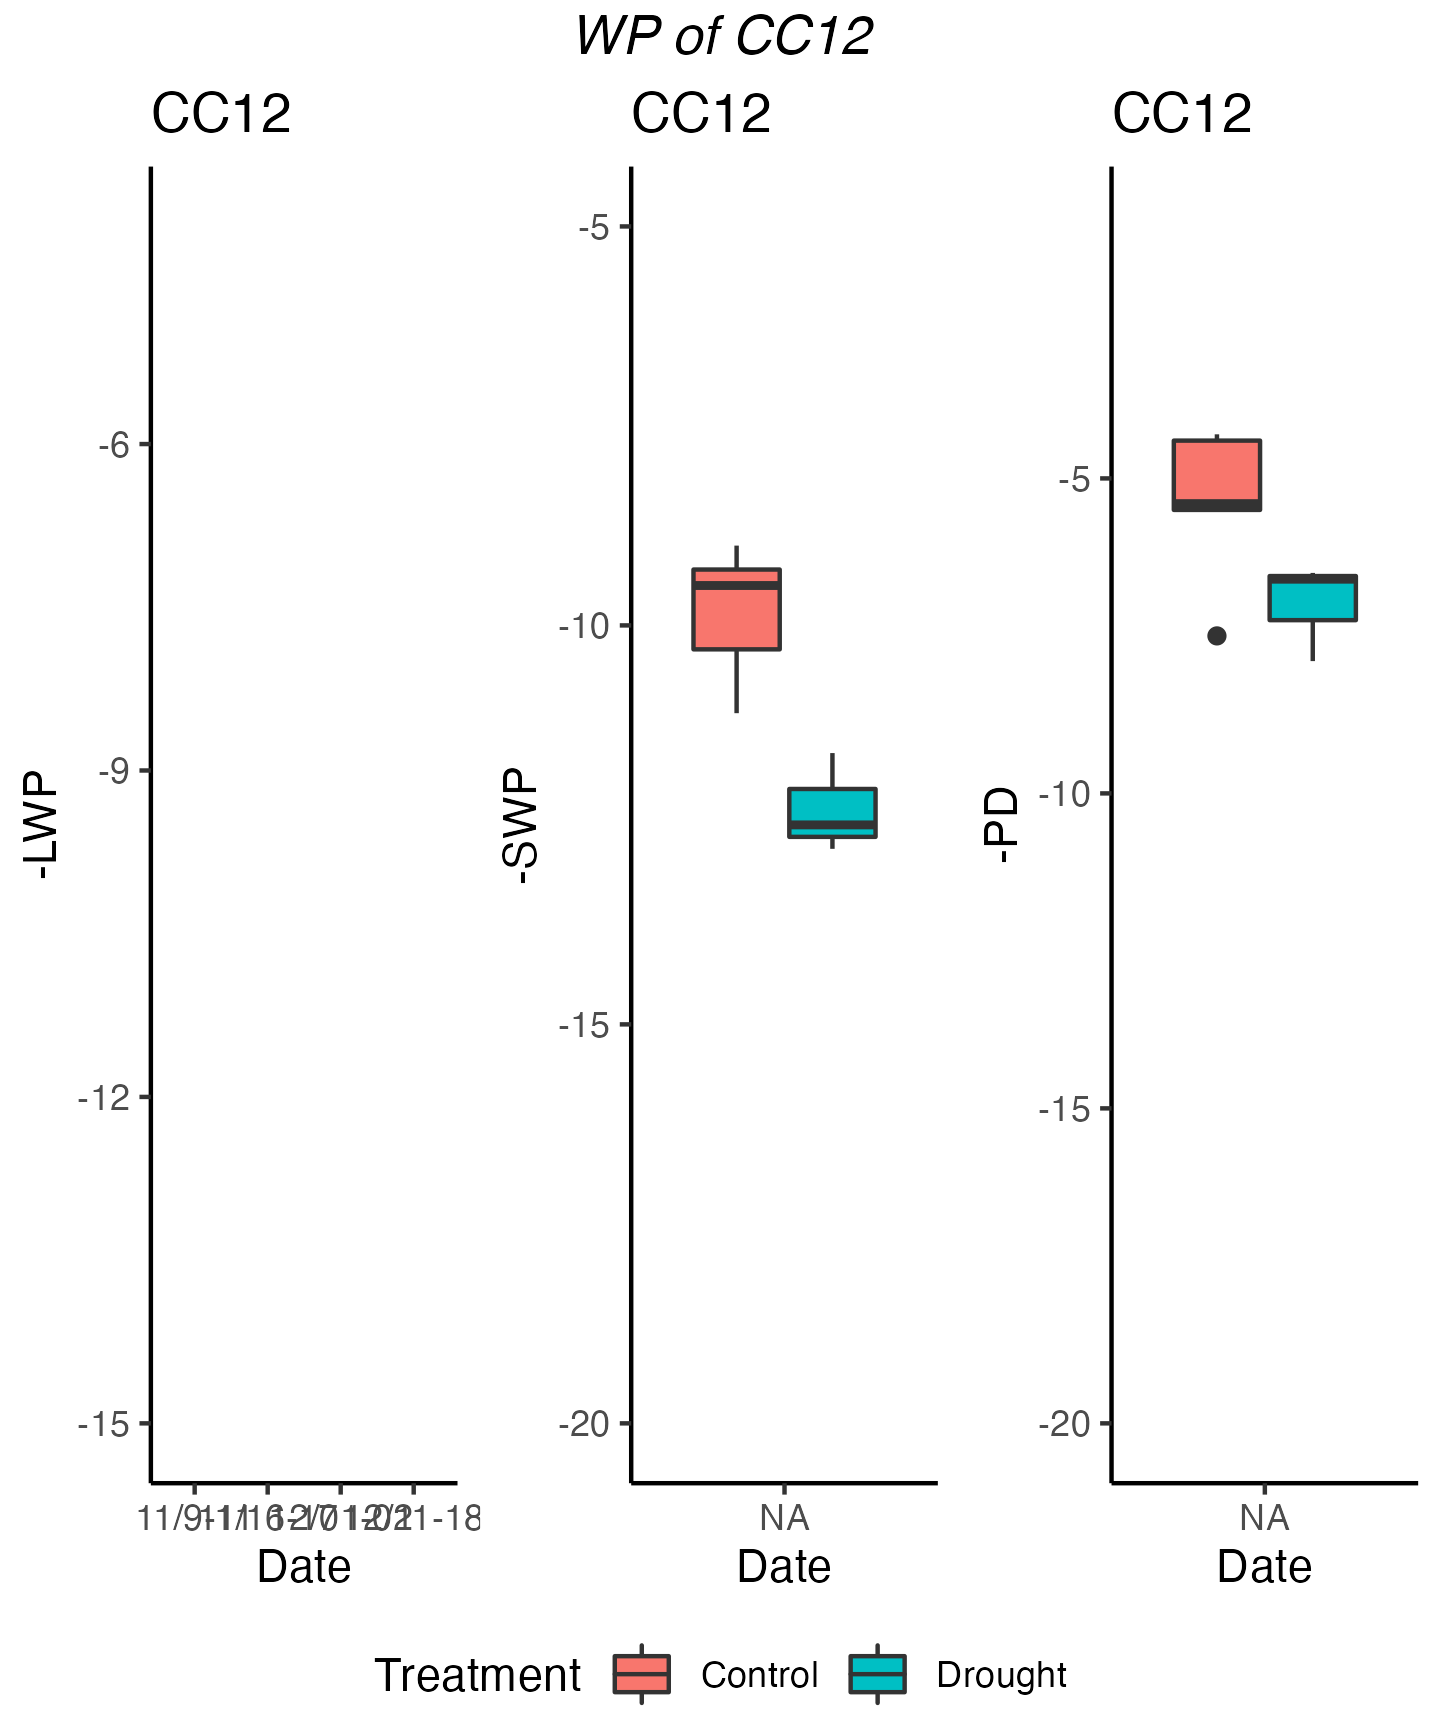 WP of CC12
CC12
CC12
CC12
-LWP
-6
-9
-12
-15
Date
-SWP
-5
-10
-15
-20
NA
Date
-PD
-5
-10
-15
-20
NA
Date
Treatment
Control
Drought